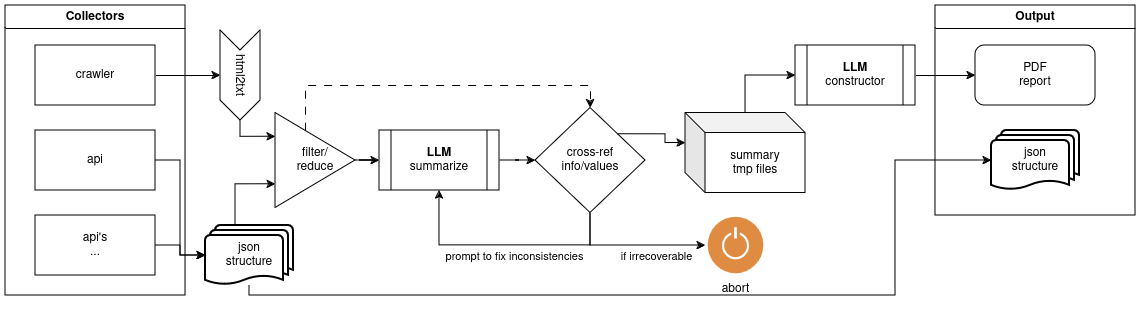 Collectors
crawler
api
api's
...
html2txt
json
structure
filter/
reduce
LLM
summarize
cross-ref
info/values
prompt to fix inconsistencies
if irrecoverable
abort
summary
tmp files
LLM
constructor
Output
PDF
report
json
structure